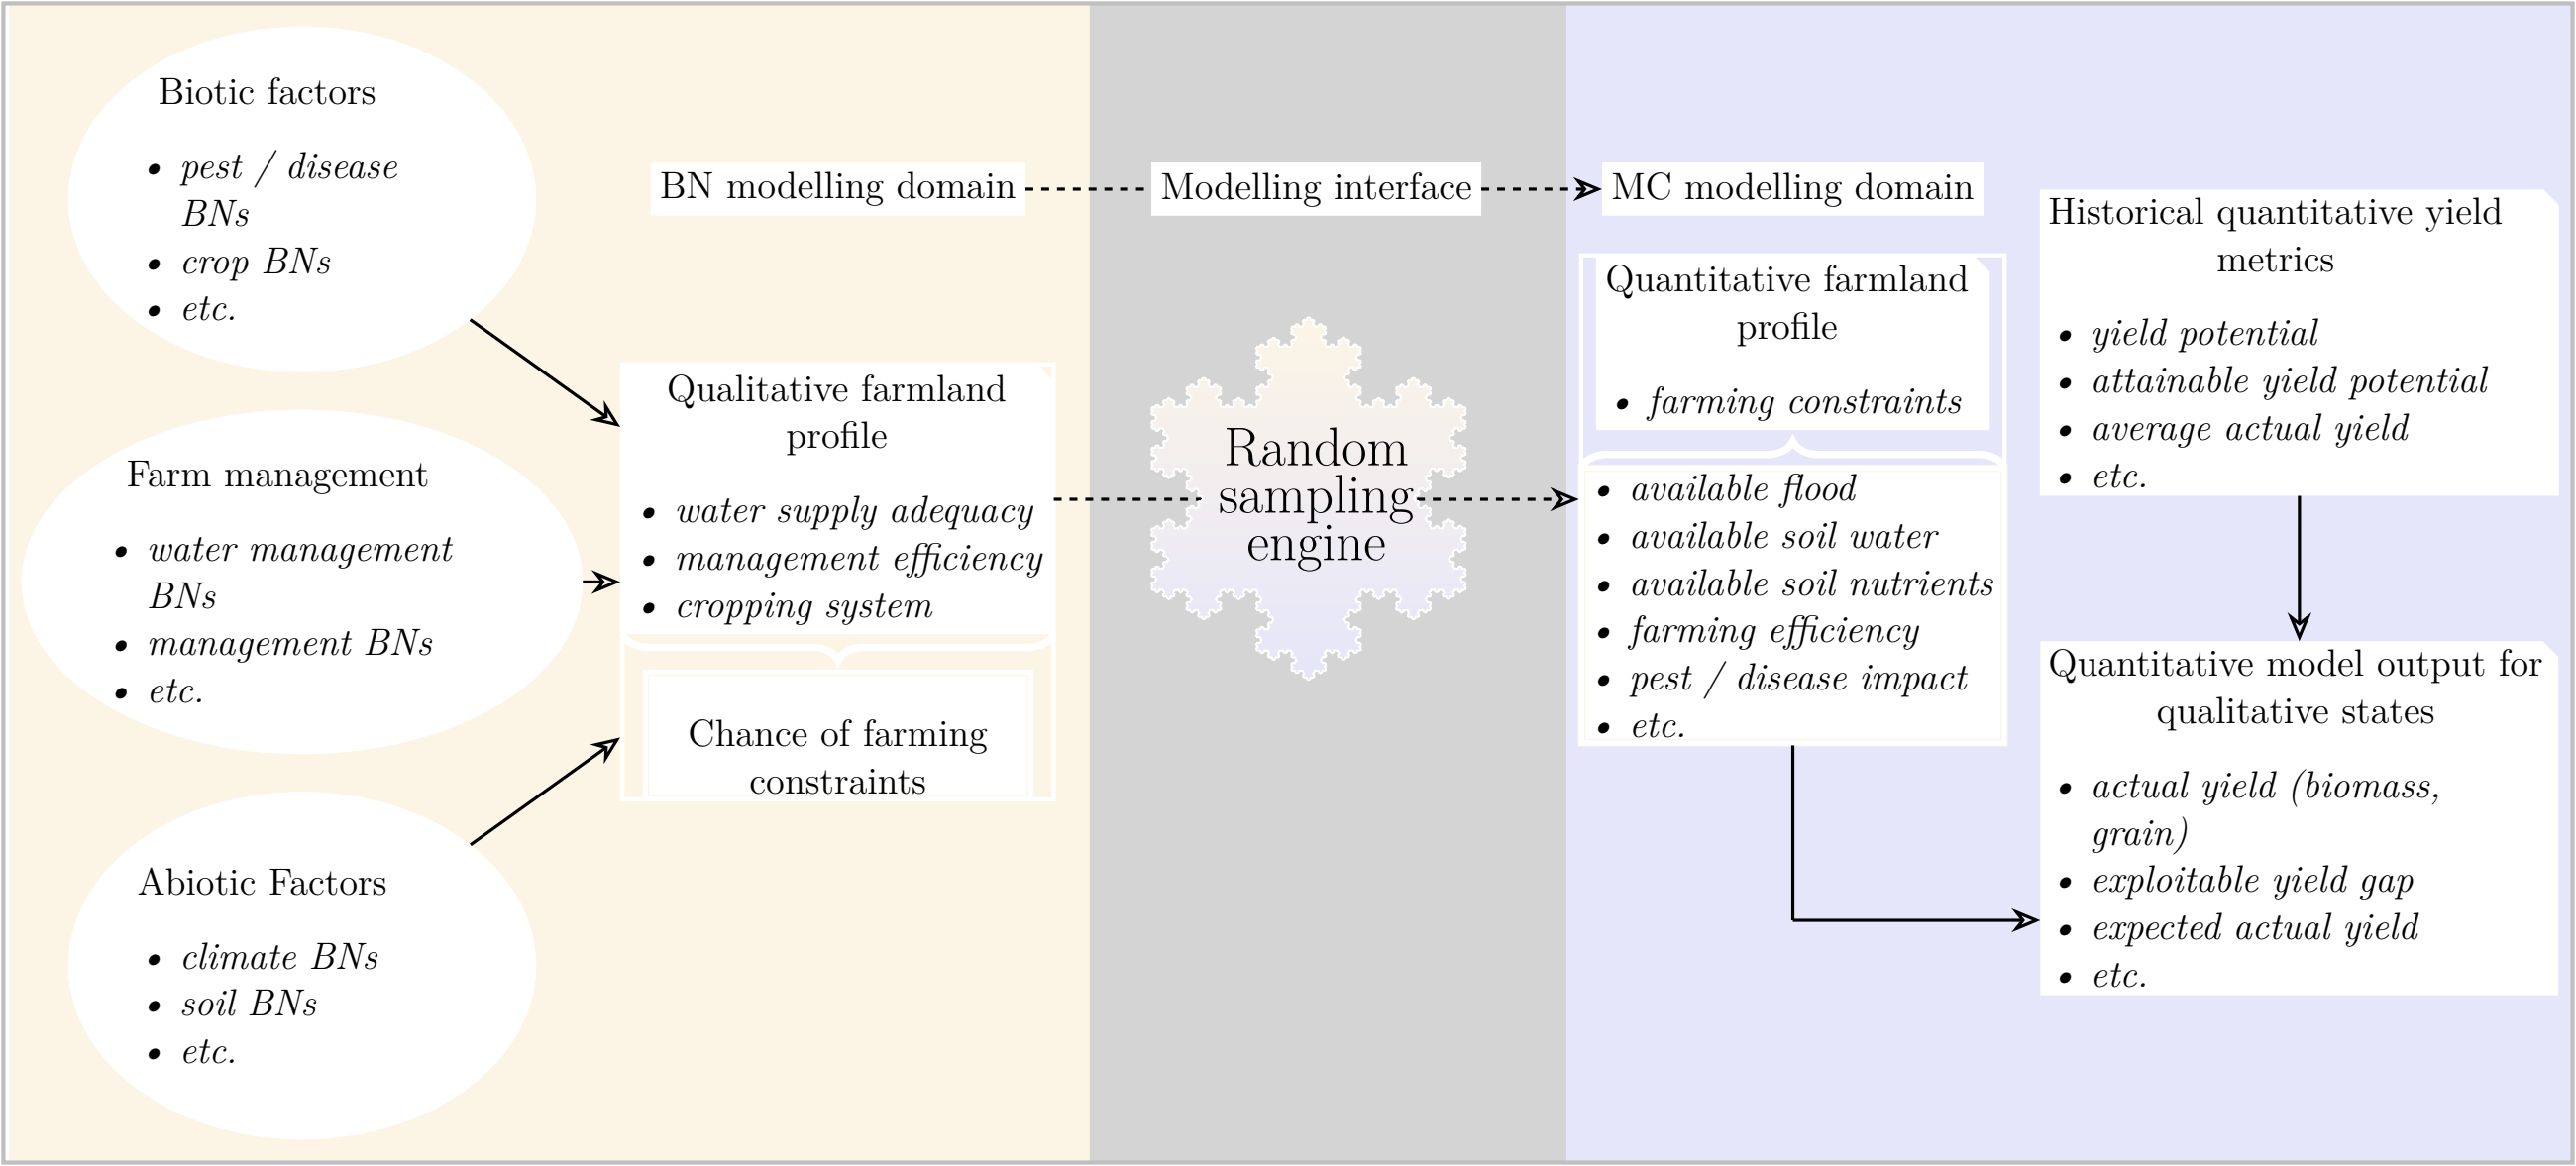 Biotic factors
• pest / disease
BNs
• crop BNs
• etc.
Farm management
• water management
BNs
• management BNs
• etc.
Abiotic Factors
• climate BNs
• soil BNs
• etc.
BN modelling domain
Qualitative farmland
profile
• water supply adequacy
• management efficiency
• cropping system
Chance of farming
constraints
Modelling interface
Random
sampling
engine
MC modelling domain
Quantitative farmland
profile
• farming constraints
• available flood
• available soil water
• available soil nutrients
• farming efficiency
• pest / disease impact
• etc.
Historical quantitative yield
metrics
• yield potential
• attainable yield potential
• average actual yield
• etc.
Quantitative model output for
qualitative states
• actual yield (biomass,
grain)
• exploitable yield gap
• expected actual yield
• etc.